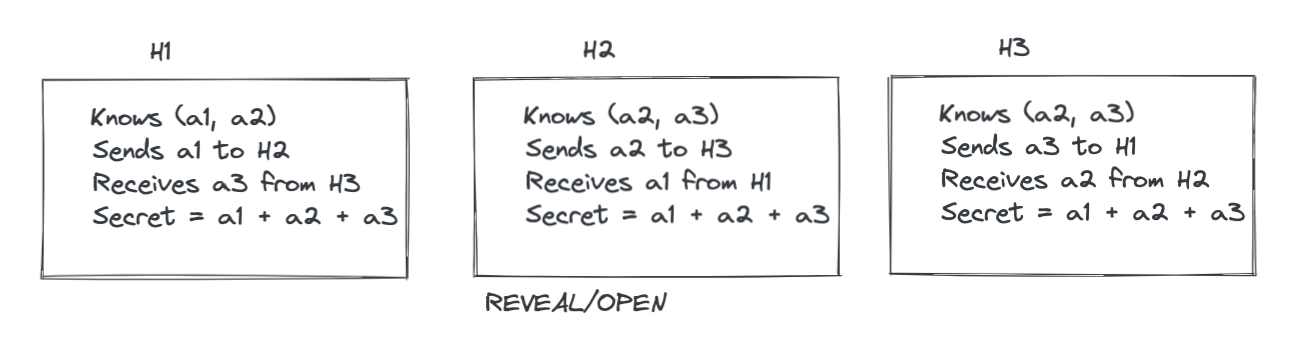 H1
Knows (a1, a2)
Sends a1 to H2
Receives a3 from H3
Secret = a1 + a2 + a3
H2
Knows (a2, a3)
Sends a2 to H3
Receives a1 from H1
Secret = a1 + a2 + a3
H3
Knows (a2, a3)
Sends a3 to H1
Receives a2 from H2
Secret = a1 + a2 + a3
REVEAL/OPEN